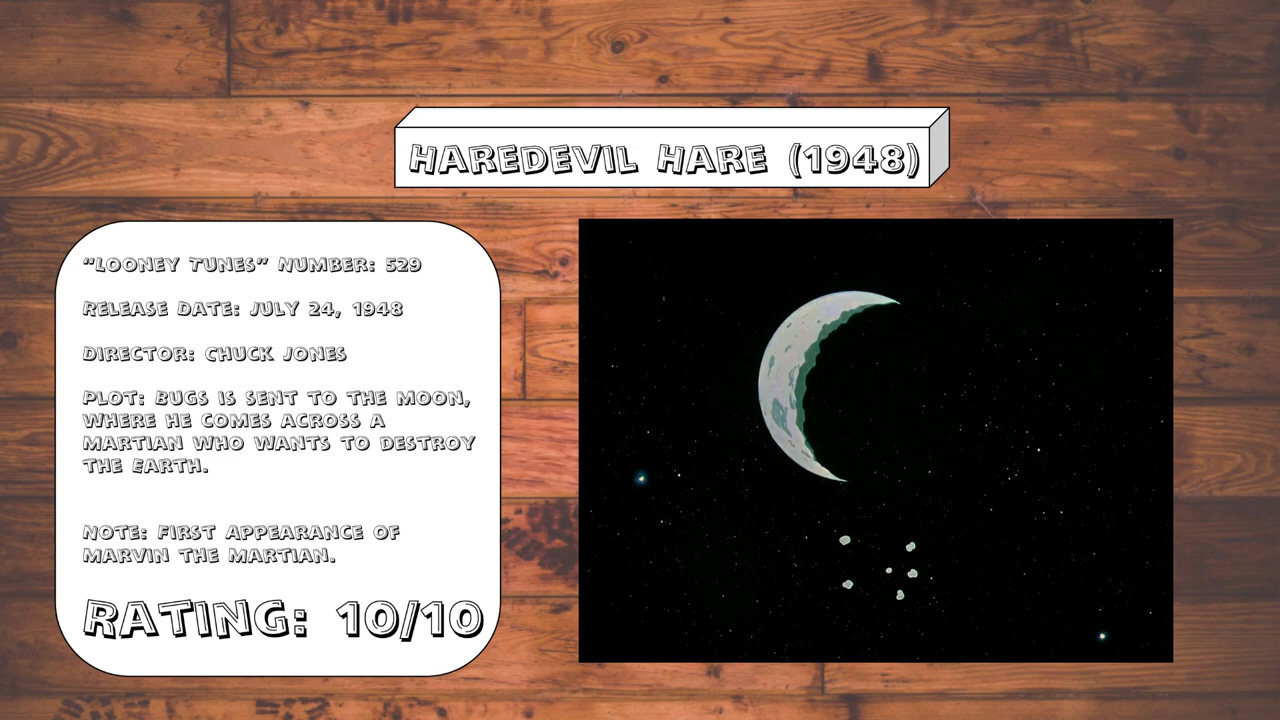 HAREDEVIL HARE (1948)
"LOONEY TUNES" NUMBER: 529
RELEASE DATE: JULY 24, 1948
DIRECTOR: CHUCK JONES
PLOT: BUGS IS SENT TO THE MOON,
WHERE HE COMES ACROSS A
MARTIAN WHO WANTS TO DESTROY
THE EARTH.
NOTE: FIRST APPEARANCE OF
MARVIN THE MARTIAN.
RATING: 10/10